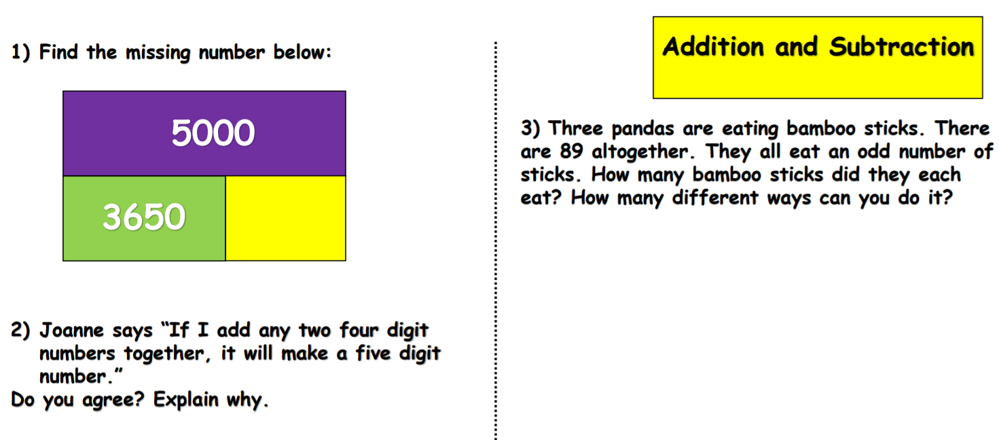 1) Find the missing number below:
5000
3650
2) Joanne says “If I add any two four digit
numbers together, it will make a five digit
number.”
Do you agree? Explain why.
Addition and Subtraction
3) Three pandas are eating bamboo sticks. There
are 89 altogether. They all eat an odd number of
sticks. How many bamboo sticks did they each
eat? How many different ways can you do it?